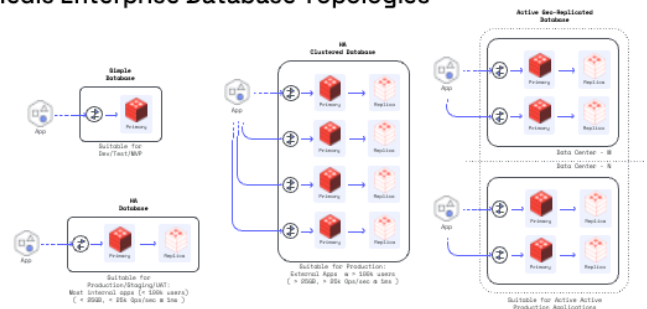 Redis Enterprise Database Topologies
Simple
Database
App
Primary
Suitable for
Dev/Test/MVP
HA
Database
App
Primary
Replica
Suitable for
Production/Staging/UAT:
Most internal apps (< 100k users)
( < 25GB, < 25k Ops/sec @ 1ms )
HA
Clustered Database
App
Primary
Replica
Primary
Replica
Primary
Replica
Primary
Replica
Suitable for Production:
External Apps w > 100k users
( > 25GB, > 25k Ops/sec @ 1ms )
Active Geo-Replicated
Database
App
Primary
Replica
Primary
Replica
Data Center -
Data Center - N
App
Primary
Replica
Primary
Replica
Suitable for Active Active
Production Applications